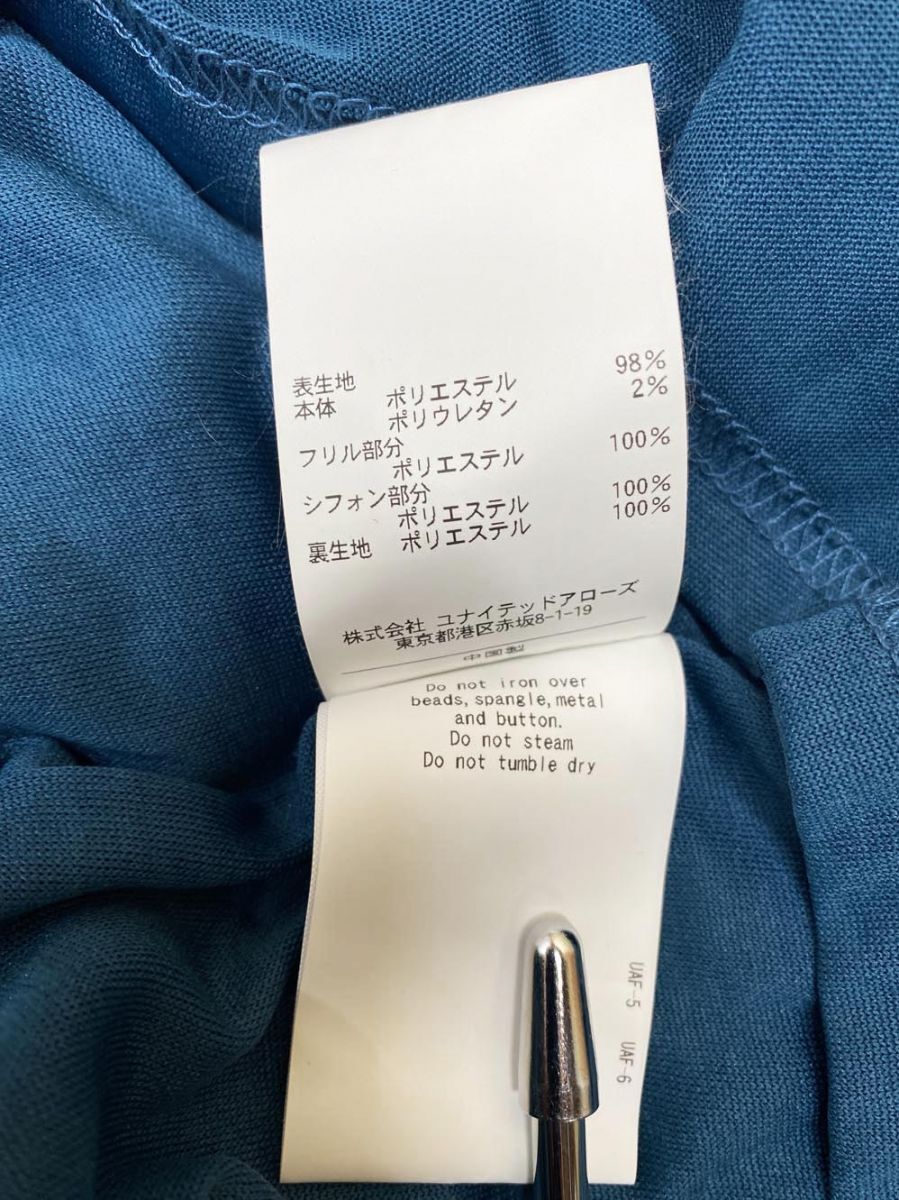 表生地 98%
本体 ポリエステル 2%
ポリウレタン
フリル部分
ポリエステル 100%
シフォン部分
ポリエステル 100%
裏生地 ポリエステル 100%
株式会社 ユナイテッドアローズ
東京都港区赤坂8-1-19
中国製
Do not iron over
beads, spangle, metal
and button.
Do not steam
Do not tumble dry
UAF-5 UAF-6